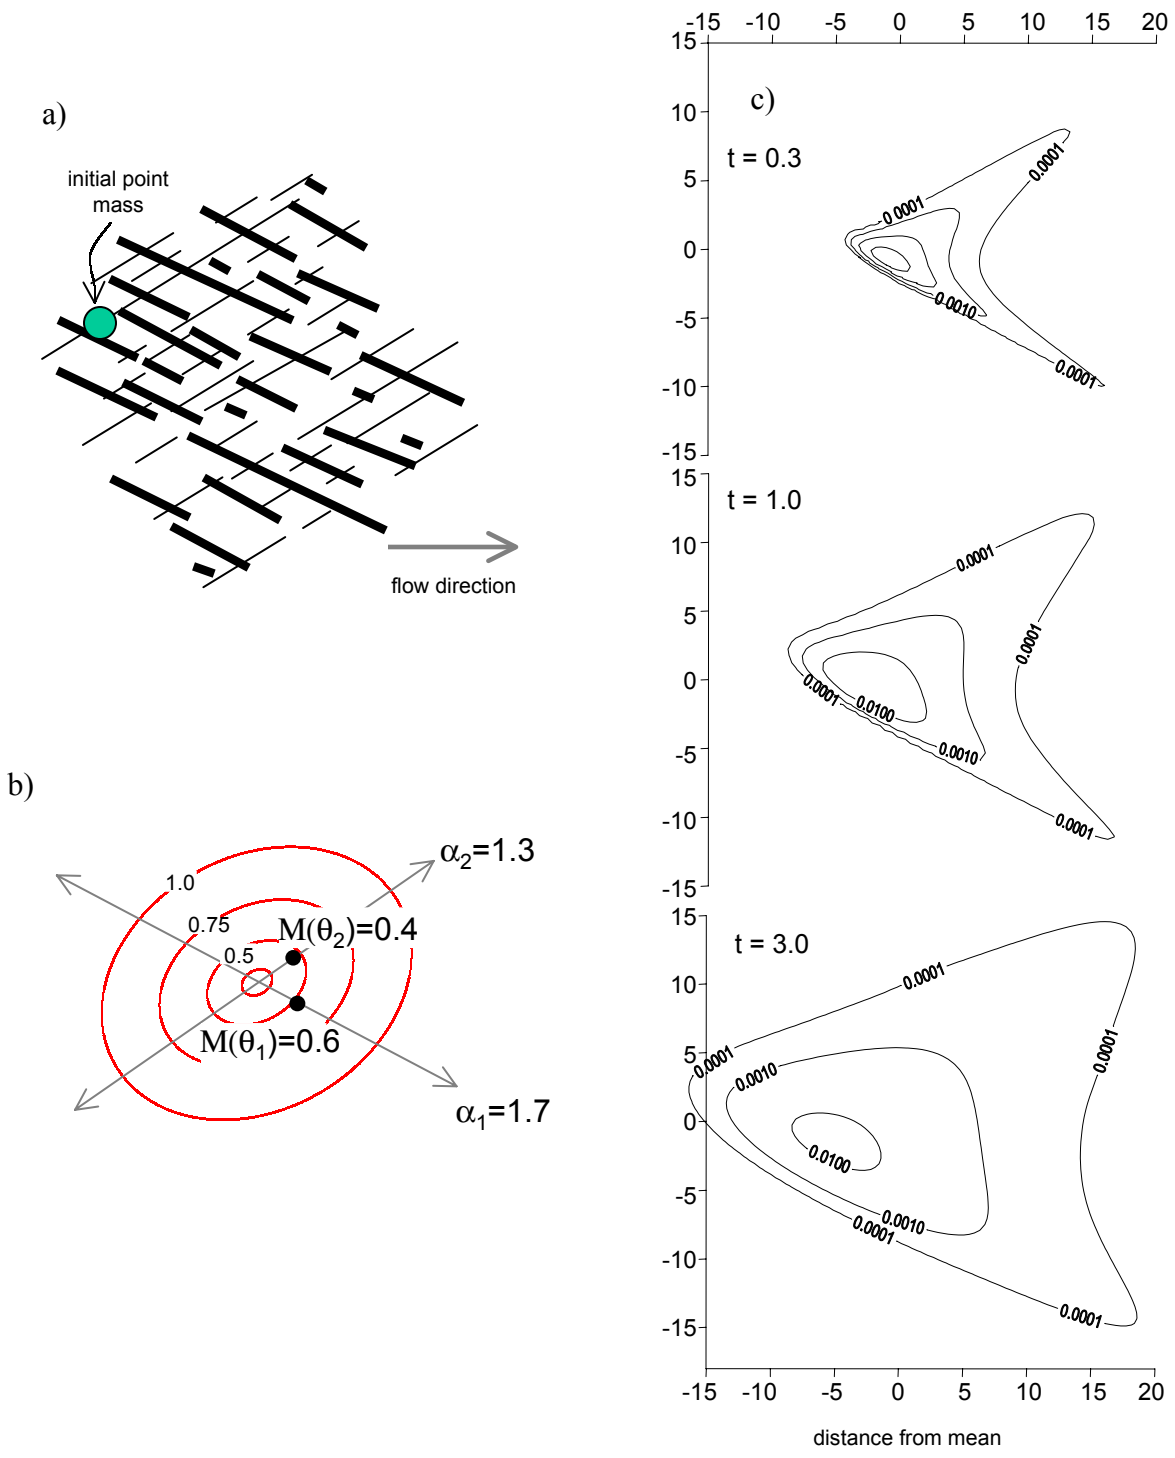 a)
initial point
mass
flow direction
b)
α2=1.3
1.0
0.75
0.5
M(θ2)=0.4
M(θ1)=0.6
α1=1.7
-15 -10 -5 0 5 10 15 20
c)
15
10
5
0
-5
-10
-15
t = 0.3
0.0001
0.0001
0.0010
0.0001
15
10
5
0
-5
-10
-15
t = 1.0
0.0001
0.0001
0.0001
0.0100
0.0010
0.0001
15
10
5
0
-5
-10
-15
t = 3.0
0.0001
0.0001
0.0001
0.0010
0.0100
0.0010
0.0001
0.0001
-15 -10 -5 0 5 10 15 20
distance from mean